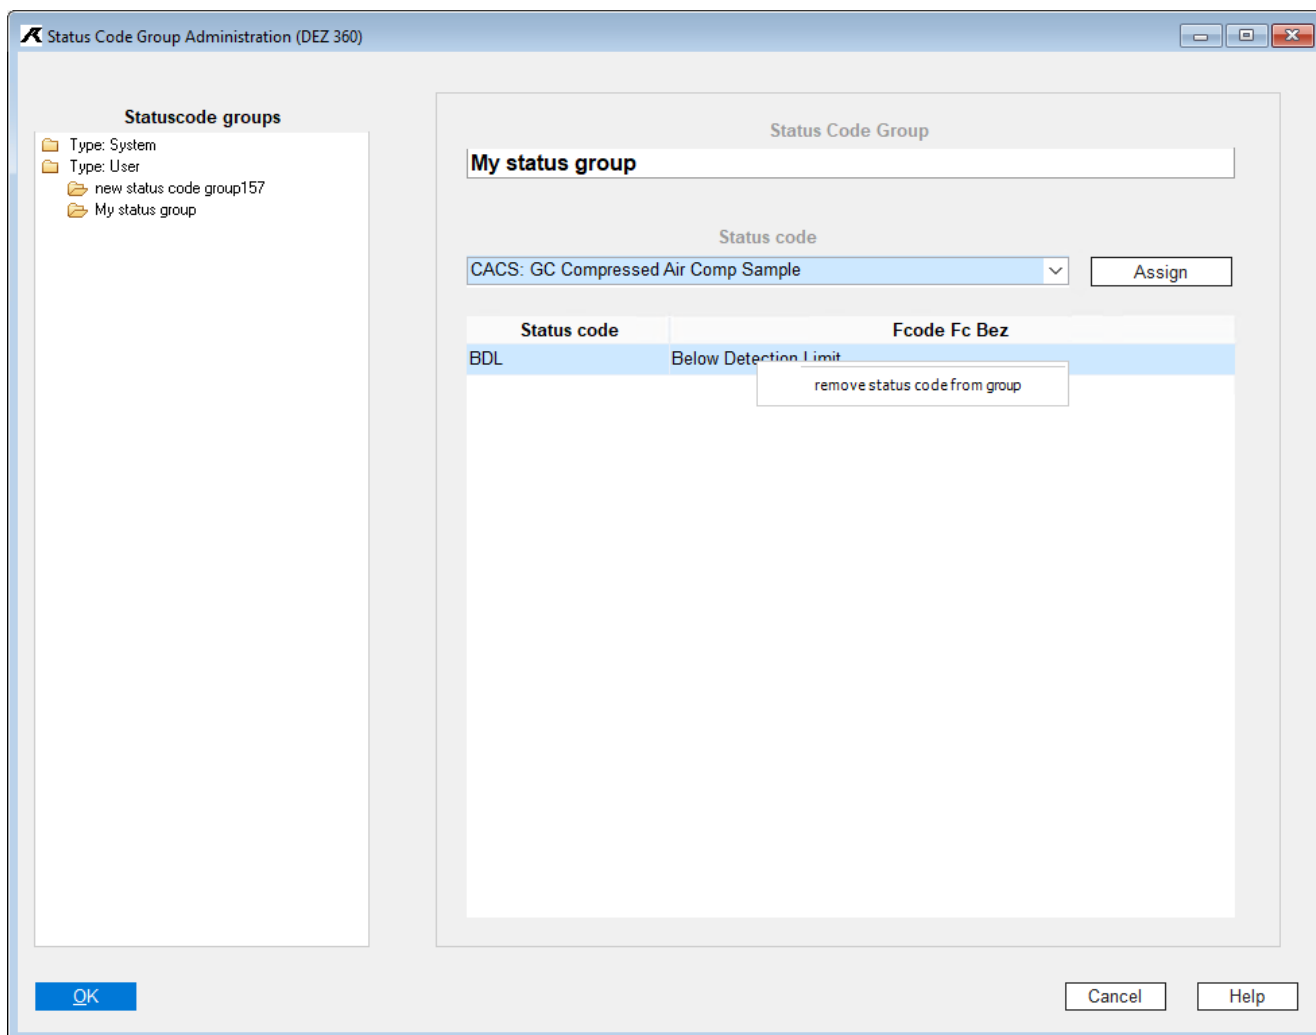 Status Code Group Administration (DEZ 360)
Statuscode groups
Type: System
Type: User
new status code group157
My status group
Status Code Group
My status group
Status code
CACS: GC Compressed Air Comp Sample
Assign
Status code Fcode Fc Bez
BDL Below Detection Limit
remove status code from group
OK
Cancel
Help